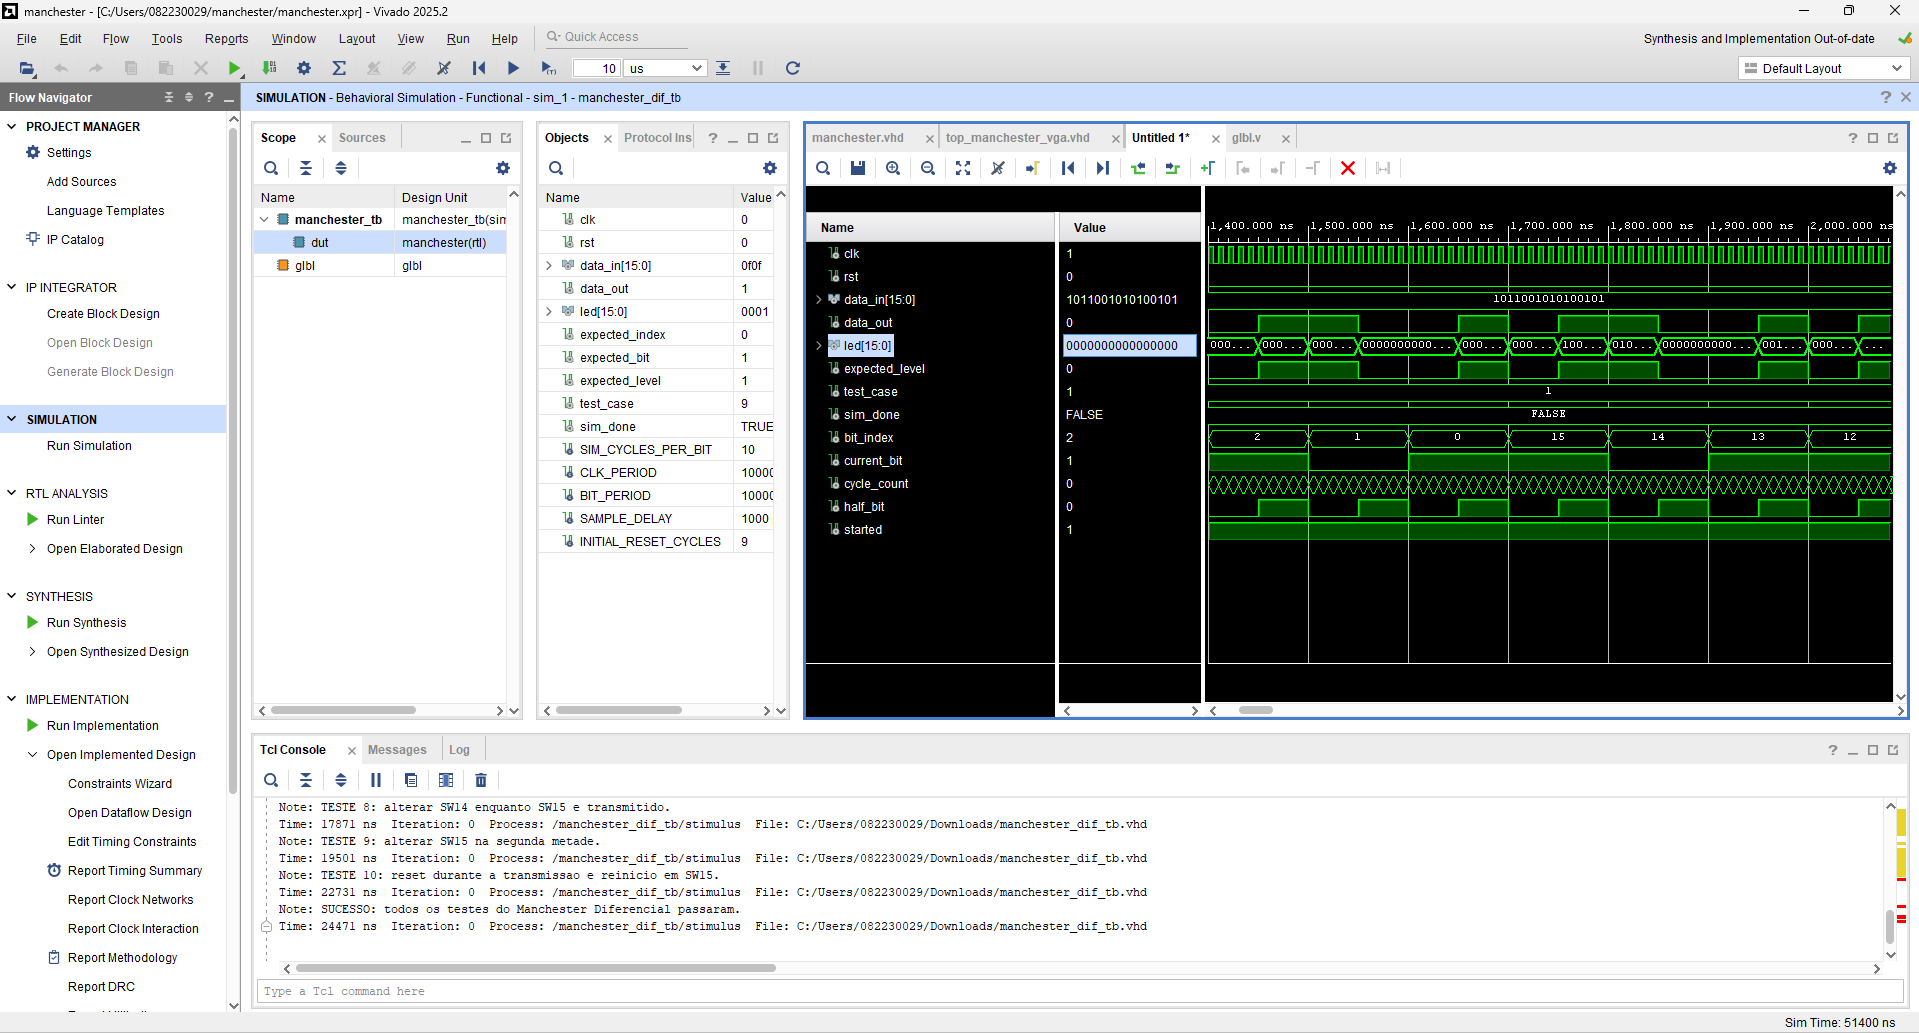 manchester - [C:/Users/082230029/manchester/manchester.xpr] - Vivado 2025.2
File Edit Flow Tools Reports Window Layout View Run Help Quick Access
Synthesis and Implementation Out-of-date
10 us
Default Layout
Flow Navigator
SIMULATION - Behavioral Simulation - Functional - sim_1 - manchester_dif_tb
PROJECT MANAGER
Settings
Add Sources
Language Templates
IP Catalog
IP INTEGRATOR
Create Block Design
Open Block Design
Generate Block Design
SIMULATION
Run Simulation
RTL ANALYSIS
Run Linter
Open Elaborated Design
SYNTHESIS
Run Synthesis
Open Synthesized Design
IMPLEMENTATION
Run Implementation
Open Implemented Design
Constraints Wizard
Open Dataflow Design
Edit Timing Constraints
Report Timing Summary
Report Clock Networks
Report Clock Interaction
Report Methodology
Report DRC
Scope Sources
Name Design Unit
manchester_tb manchester_tb(sim
dut manchester(rtl)
glbl glbl
Objects Protocol Ins
Name Value
clk 0
rst 0
data_in[15:0] 0f0f
data_out 1
led[15:0] 0001
expected_index 0
expected_bit 1
expected_level 1
test_case 9
sim_done TRUE
SIM_CYCLES_PER_BIT 10
CLK_PERIOD 10000
BIT_PERIOD 10000
SAMPLE_DELAY 1000
INITIAL_RESET_CYCLES 9
manchester.vhd top_manchester_vga.vhd Untitled 1* glbl.v
Name Value
1,400.000 ns 1,500.000 ns 1,600.000 ns 1,700.000 ns 1,800.000 ns 1,900.000 ns 2,000.000 ns
clk 1
rst 0
data_in[15:0] 1011001010100101 1011001010100101
data_out 0
led[15:0] 0000000000000000 000... 000... 000... 0000000000... 000... 000... 100... 010... 0000000000... 001... 000... ...
expected_level 0
test_case 1 1
sim_done FALSE FALSE
bit_index 2 2 1 0 15 14 13 12
current_bit 1
cycle_count 0
half_bit 0
started 1
Tcl Console Messages Log
Note: TESTE 8: alterar SW14 enquanto SW15 e transmitido.
Time: 17871 ns Iteration: 0 Process: /manchester_dif_tb/stimulus File: C:/Users/082230029/Downloads/manchester_dif_tb.vhd
Note: TESTE 9: alterar SW15 na segunda metade.
Time: 19501 ns Iteration: 0 Process: /manchester_dif_tb/stimulus File: C:/Users/082230029/Downloads/manchester_dif_tb.vhd
Note: TESTE 10: reset durante a transmissao e reinicio em SW15.
Time: 22731 ns Iteration: 0 Process: /manchester_dif_tb/stimulus File: C:/Users/082230029/Downloads/manchester_dif_tb.vhd
Note: SUCESSO: todos os testes do Manchester Diferencial passaram.
Time: 24471 ns Iteration: 0 Process: /manchester_dif_tb/stimulus File: C:/Users/082230029/Downloads/manchester_dif_tb.vhd
Type a Tcl command here
Sim Time: 51400 ns